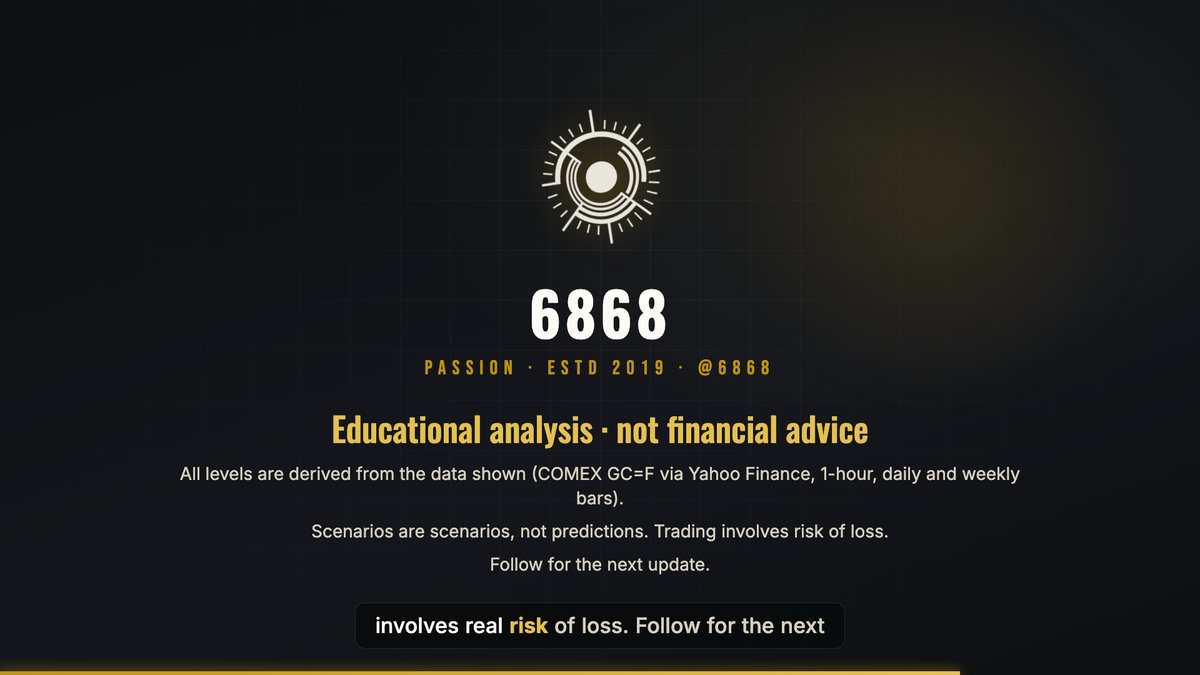 6868
PASSION · ESTD 2019 · @6868
Educational analysis · not financial advice
All levels are derived from the data shown (COMEX GC=F via Yahoo Finance, 1-hour, daily and weekly
bars).
Scenarios are scenarios, not predictions. Trading involves risk of loss.
Follow for the next update.
involves real risk of loss. Follow for the next